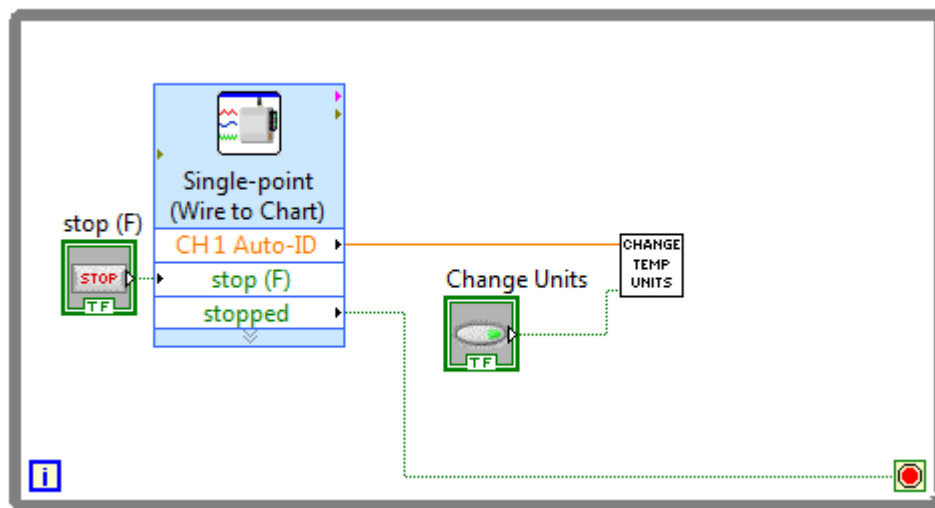 Single-point
(Wire to Chart)
stop (F)
CH 1 Auto-ID
CHANGE
TEMP
UNITS
STOP
TF
stop (F)
Change Units
stopped
TF
i